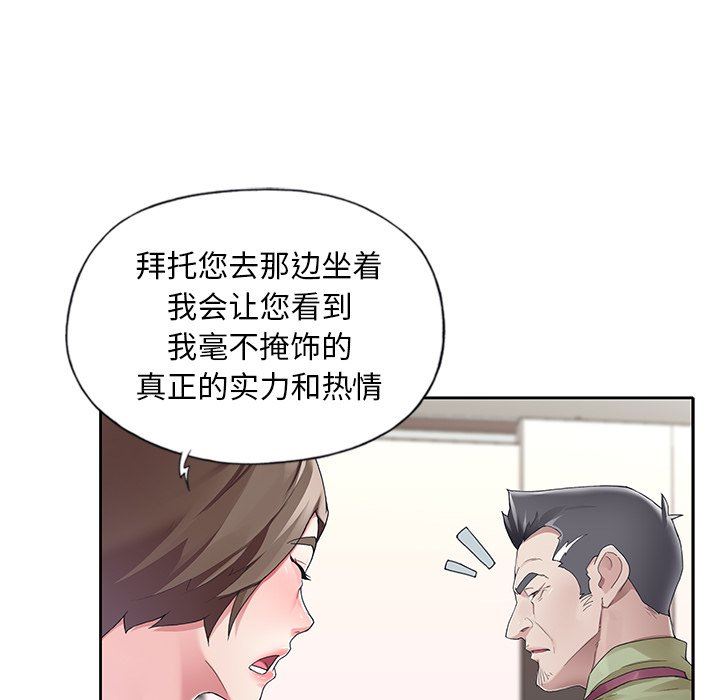 拜托您去那边坐着
我会让您看到
我毫不掩饰的
真正的实力和热情